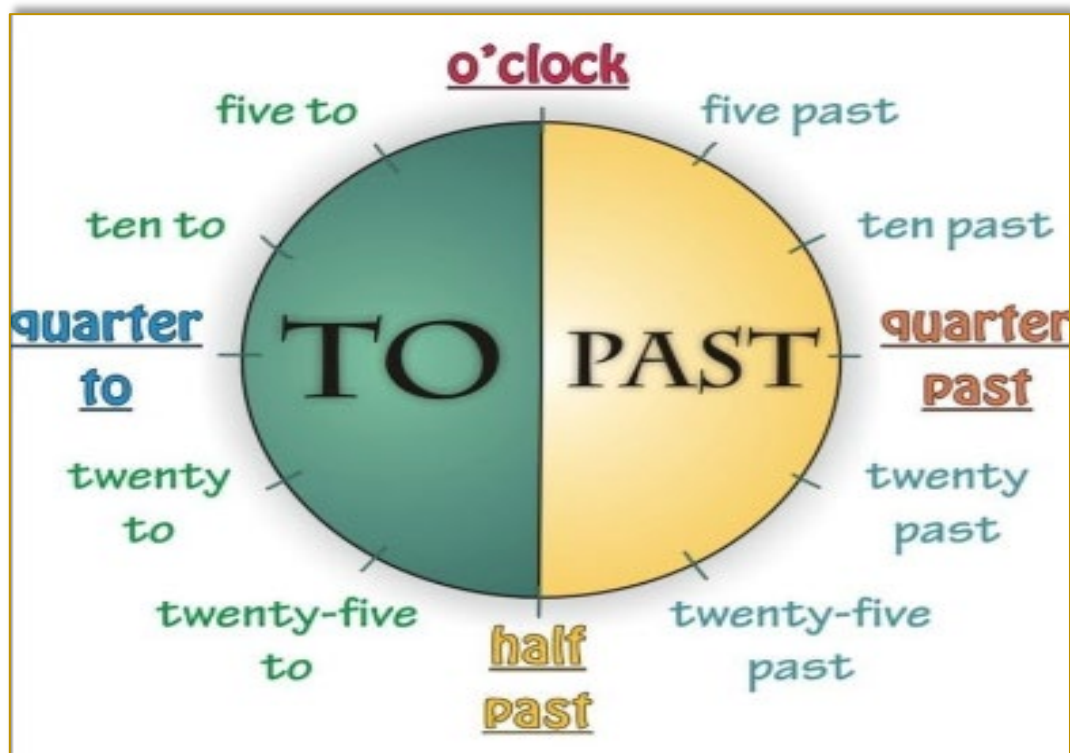 o'clock
five to
five past
ten to
ten past
quarter
to
TO
PAST
quarter
past
twenty
to
twenty
past
twenty-five
to
half
past
twenty-five
past